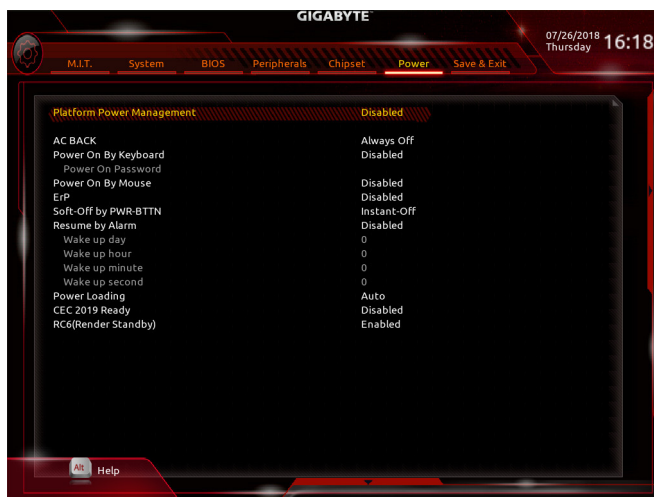 GIGABYTE
07/26/2018 16:18
Thursday
M.I.T. System BIOS Peripherals Chipset Power Save & Exit
Platform Power Management Disabled
AC BACK Always Off
Power On By Keyboard Disabled
Power On Password
Power On By Mouse Disabled
ErP Disabled
Soft-Off by PWR-BTTN Instant-Off
Resume by Alarm Disabled
Wake up day 0
Wake up hour 0
Wake up minute 0
Wake up second 0
Power Loading Auto
CEC 2019 Ready Disabled
RC6(Render Standby) Enabled
Alt Help